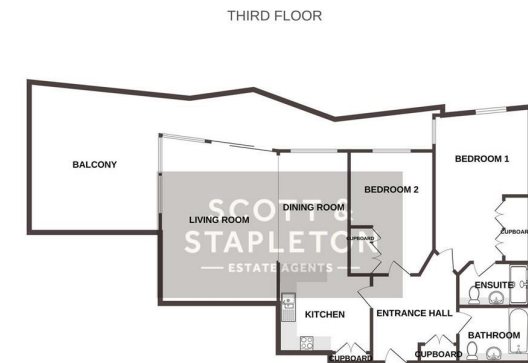 THIRD FLOOR
BALCONY
BEDROOM 1
BEDROOM 2
DINING ROOM
LIVING ROOM
SCOTT &
STAPLETON
ESTATE AGENTS
CUPBOARD
CUPBOARD
ENSUITE
KITCHEN
ENTRANCE HALL
BATHROOM
CUPBOARD
CUPBOARD